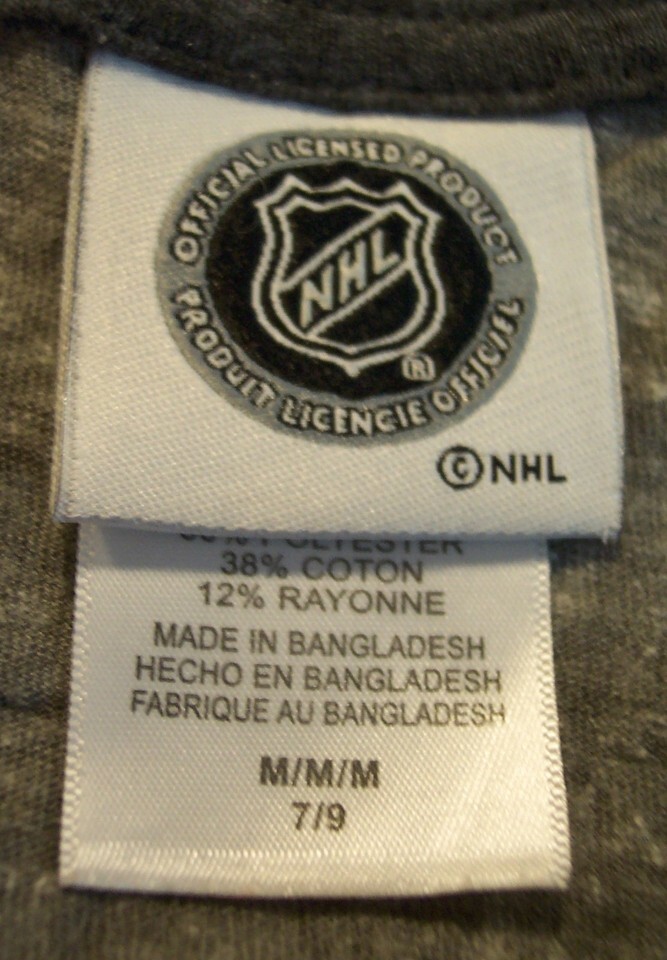 OFFICIAL LICENSED PRODUCT
NHL
®
PRODUIT LICENCIE OFFICIEL
© NHL
POLYESTER
38% COTON
12% RAYONNE
MADE IN BANGLADESH
HECHO EN BANGLADESH
FABRIQUE AU BANGLADESH
M/M/M
7/9